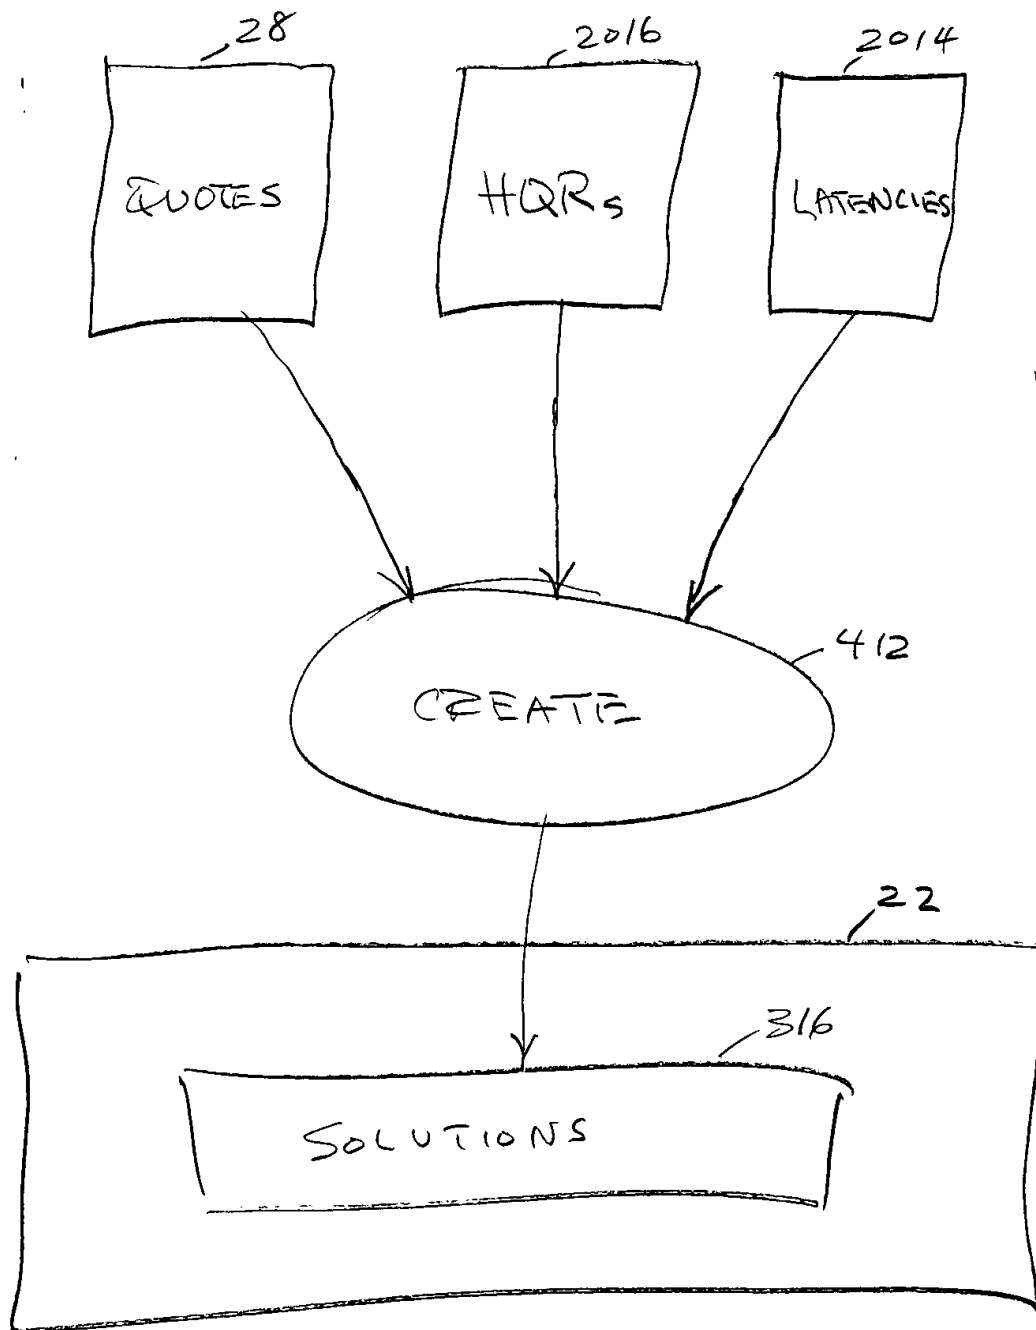 28
2016
2014
QUOTES
HQRs
LATENCIES
412
CREATE
22
316
SOLUTIONS